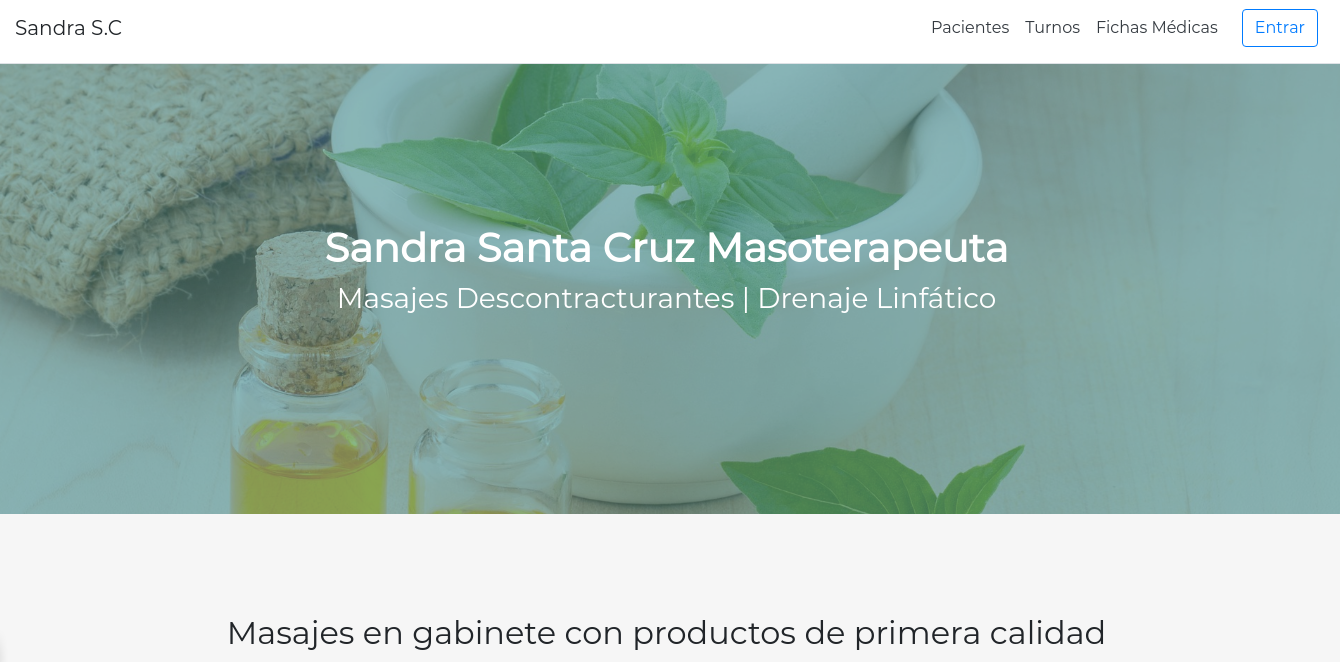 Sandra S.C
Pacientes Turnos Fichas Médicas Entrar
Sandra Santa Cruz Masoterapeuta
Masajes Descontracturantes | Drenaje Linfático
Masajes en gabinete con productos de primera calidad